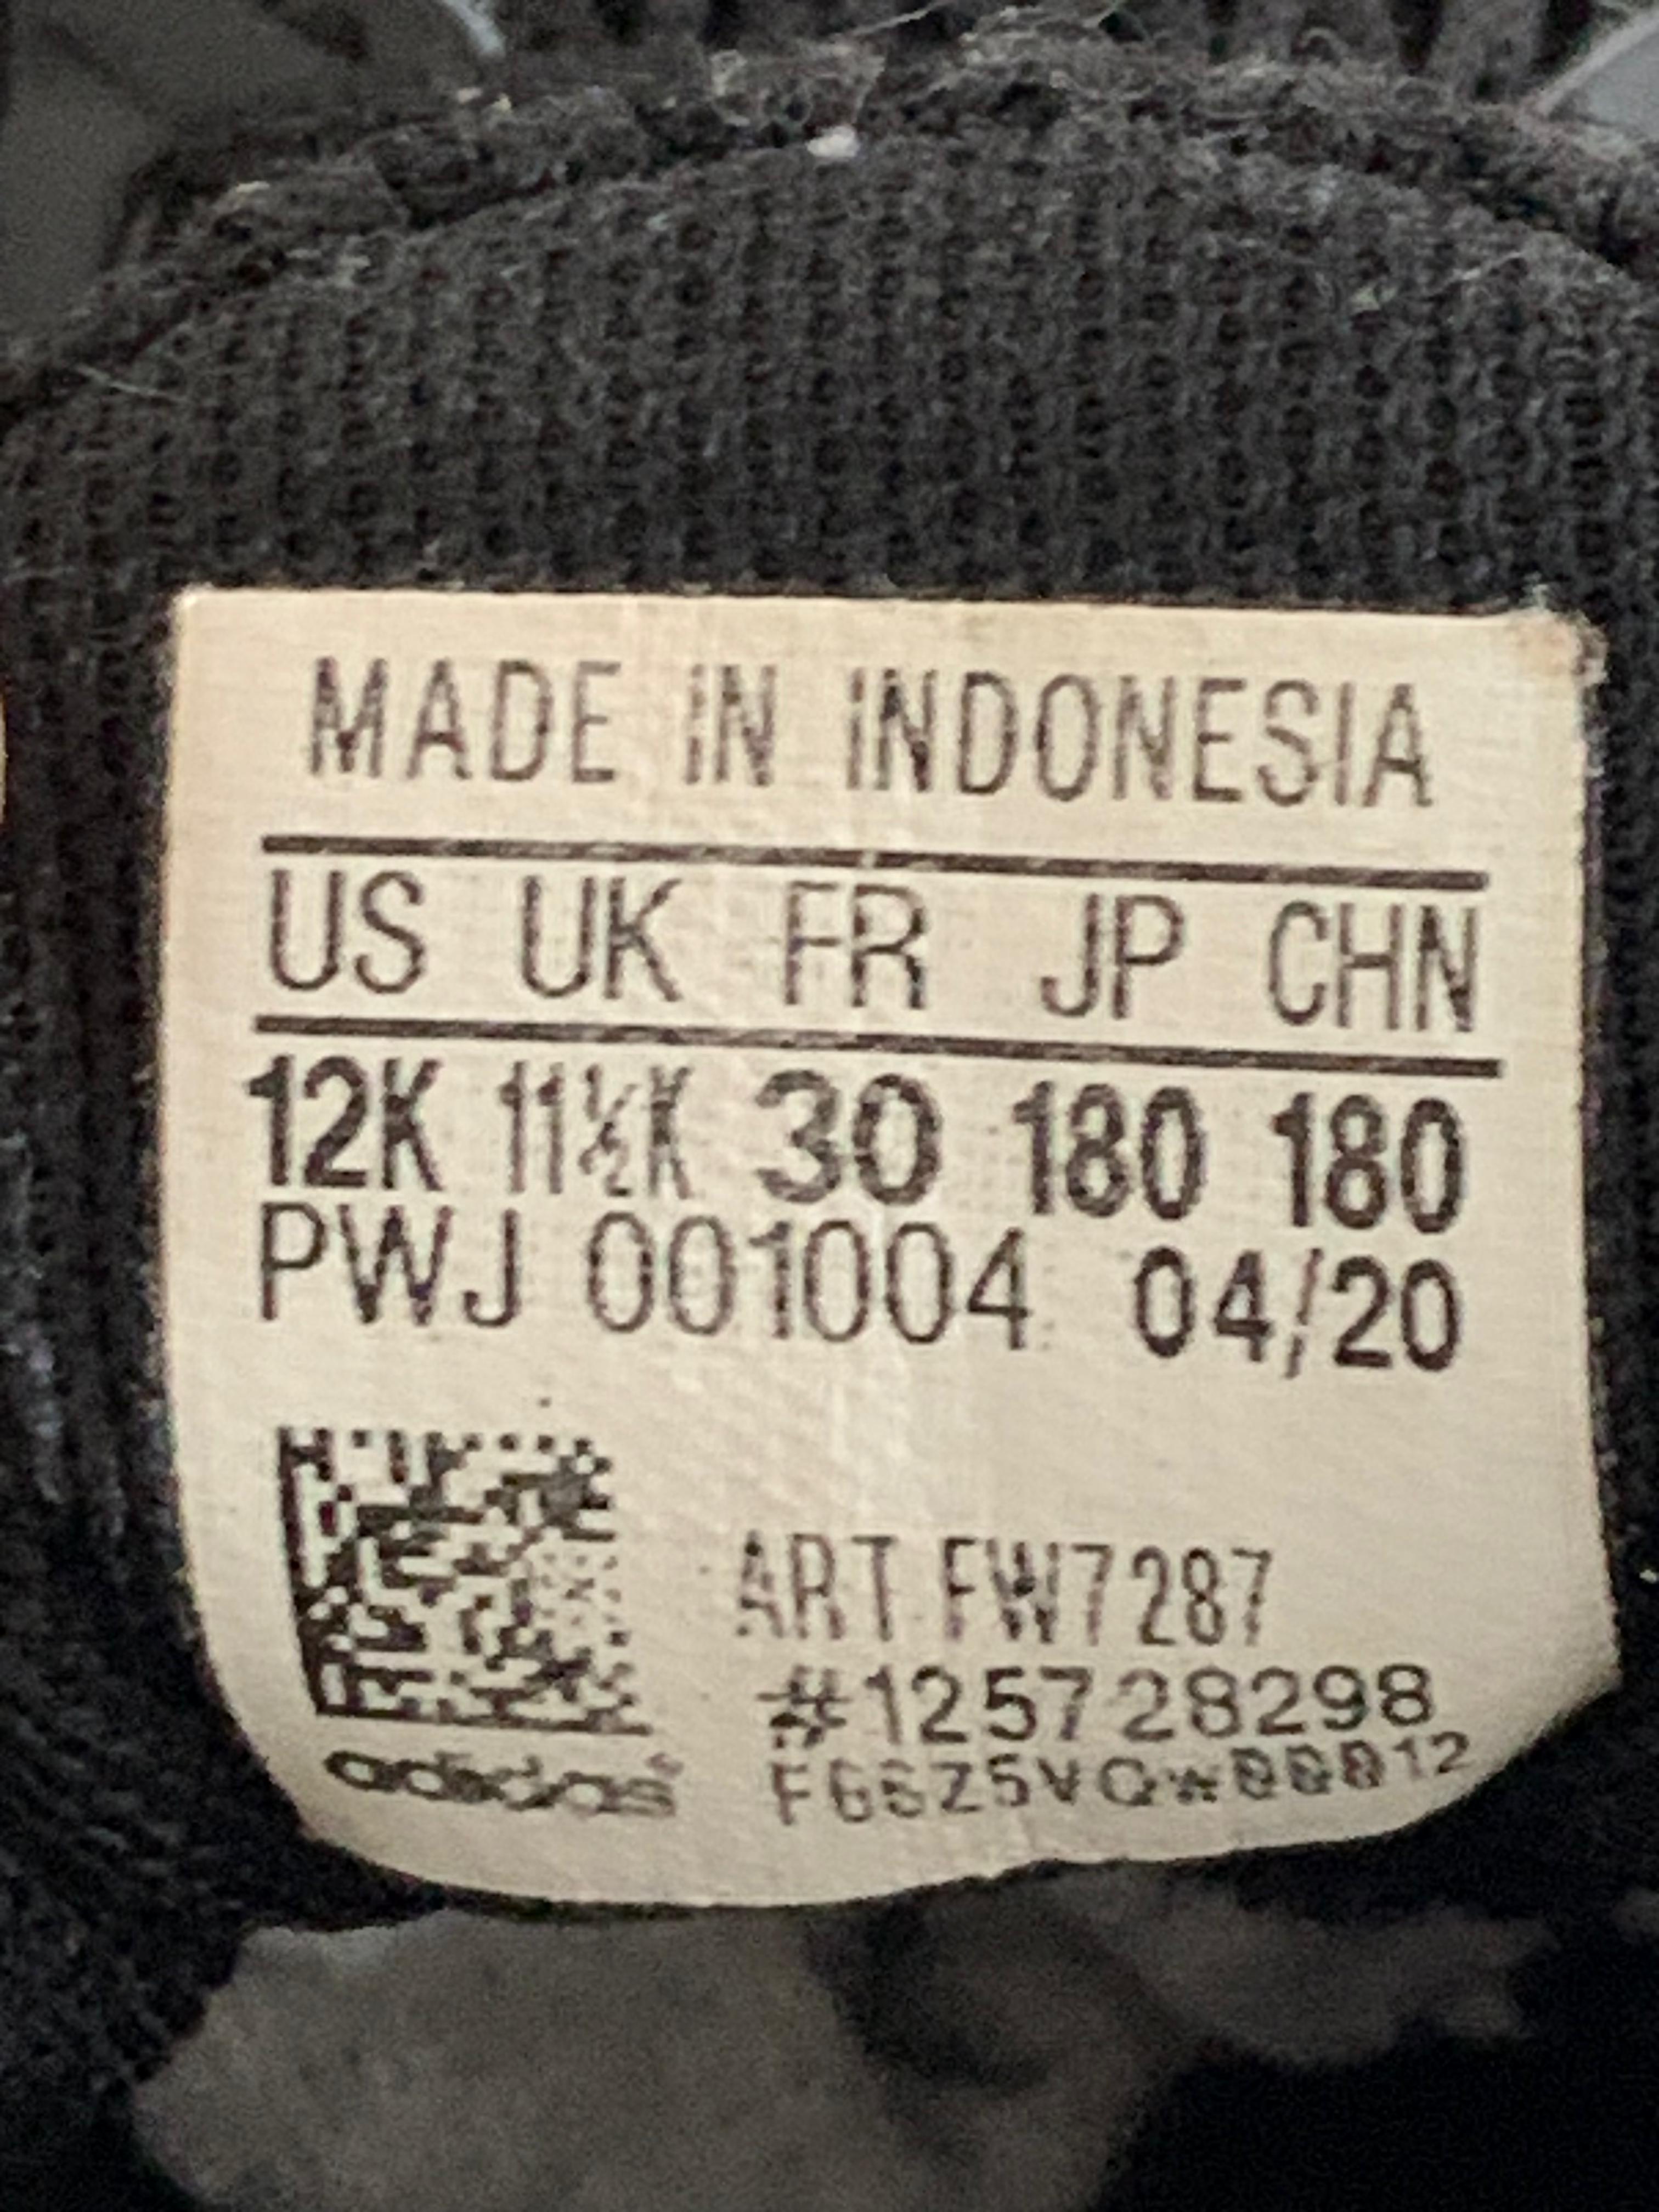 MADE IN INDONESIA
US UK FR JP CHN
12K 11½K 30 180 180
PWJ 001004 04/20
ART FW7287
#125728298
adidas